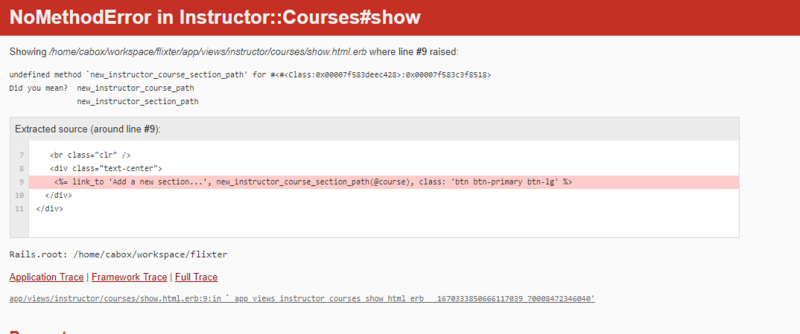 NoMethodError in Instructor::Courses#show
Showing /home/cabox/workspace/flixter/app/views/instructor/courses/show.html.erb where line #9 raised:
undefined method `new_instructor_course_section_path' for #<#<Class:0x00007f583deec428>:0x00007f583c3f8518>
Did you mean? new_instructor_course_path
new_instructor_section_path
Extracted source (around line #9):
7 <br class="clr" />
8 <div class="text-center">
9 <%= link_to 'Add a new section...', new_instructor_course_section_path(@course), class: 'btn btn-primary btn-lg' %>
10 </div>
11 </div>
Rails.root: /home/cabox/workspace/flixter
Application Trace | Framework Trace | Full Trace
app/views/instructor/courses/show.html.erb:9:in `_app_views_instructor_courses_show_html_erb___1670333850666117039_70008472346040'